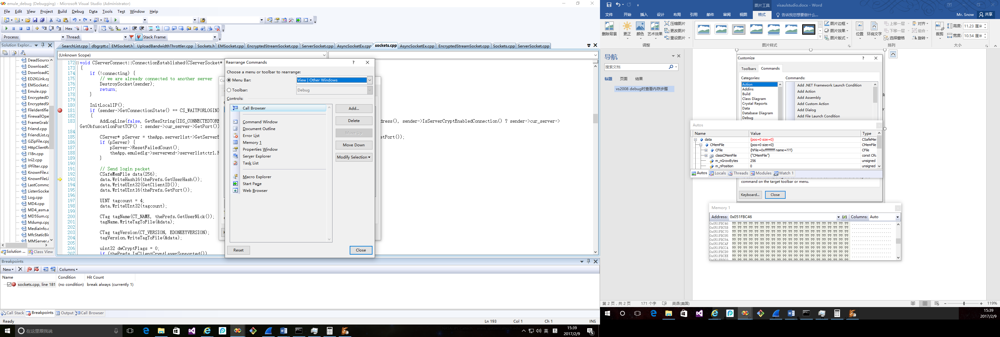 emule_debug (Debugging) - Microsoft Visual Studio (Administrator)
File Edit View Project Build Debug Data Tools Test Window Help
Hex
Process: Thread: Stack Frame:
Solution Explor...
SearchList.cpp dbgrptt.c EMSocket.h UploadBandwidthThrottler.cpp Sockets.h EMSocket.cpp EncryptedStreamSocket.cpp ServerSocket.cpp AsyncSocketEx.cpp sockets.cpp AsyncSocketEx.cpp EncryptedStreamSocket.cpp Sockets.cpp ServerSocket.cpp
(Unknown Scope)
DeadSource
DownloadC
DownloadC
ED2KLink.cp
EMSocket.c
Emule.cpp
EncryptedD
EncryptedSt
FileIdentifie
FirewallOpe
FrameGrabT
Friend.cpp
FriendList.cp
GZipFile.cpp
HttpClientRe
I18n.cpp
Ini2.cpp
IPFilter.cpp
KnownFile.c
KnownFileLi
LastCommc
ListenSocke
Log.cpp
MD4.cpp
MD4_asm.a
MD5Sum.cp
Mdump.cpp
MediaInfo.c
MfcStaticBir
MMServer.c
Solution ... Class View
172 void CServerConnect::ConnectionEstablished(CServerSocket*
173 {
174 if (!connecting) {
175 // we are already connected to another server
176 DestroySocket(sender);
177 return;
178 }
179
180 InitLocalIP();
181 if (sender->GetConnectionState() == CS_WAITFORLOGIN)
182 {
183 AddLogLine(false, GetResString(IDS_CONNECTEDTORE dress(), sender->IsServerCryptEnabledConnection() ? sender->cur_server->
GetObfuscationPortTCP() : sender->cur_server->GetPort())
184
185 CServer* pServer = theApp.serverlist->GetServerB etPort());
186 if (pServer) {
187 pServer->ResetFailedCount();
188 theApp.emuledlg->serverwnd->serverlistctrl.R
189 }
190
191 // Send login packet
192 CSafeMemFile data(256);
193 data.WriteHash16(thePrefs.GetUserHash());
194 data.WriteUInt32(GetClientID());
195 data.WriteUInt16(thePrefs.GetPort());
196
197 UINT tagcount = 4;
198 data.WriteUInt32(tagcount);
199
200 CTag tagName(CT_NAME, thePrefs.GetUserNick());
201 tagName.WriteTagToFile(&data);
202
203 CTag tagVersion(CT_VERSION, EDONKEYVERSION);
204 tagVersion.WriteTagToFile(&data);
205
206 uint32 dwCryptFlags = 0;
207 if (thePrefs.IsClientCryptLayerSupported())
Rearrange Commands ?
Choose a menu or toolbar to rearrange:
Menu Bar: View | Other Windows
Toolbar: Debug
Controls:
Call Browser
Command Window
Document Outline
Error List
Memory 1
Properties Window
Server Explorer
Task List
Macro Explorer
Start Page
Web Browser
Add...
Delete
Move Up
Move Down
Modify Selection
Reset Close
Breakpoints
New Columns
Name Condition Hit Count
sockets.cpp, line 181 (no condition) break always (currently 1)
Call Stack Breakpoints Output Call Browser
Ready Ln 193 Col 1 Ch 1 INS
在这里跟我说
英
15:39
2017/2/9
5
图片工具 visaulstudio.docx - Word
文件 开始 插入 设计 布局 引用 邮件 审阅 视图 格式 告诉我您想要做什么... Mr. Snow 共享
删除背景 更正 颜色 艺术效果
压缩图片
更改图片
重设图片
调整
图片样式
图片边框
图片效果
图片版式
位置 环绕文字
上移一层
下移一层
选择窗格
对齐
组合
旋转
排列
裁剪
高度: 11.23 厘米
宽度: 10.54 厘米
大小
导航
搜索文档
标题 页面 结果
vs2008 debug时查看内存步骤
Customize ?
Toolbars Commands
Categories: Commands:
Action
Addins
Build
Class Diagram
Crystal Reports
Data
Database Diagram
Debug
Add .NET Framework Launch Condition
Add Action
Add Assembly
Add Custom Action
Add Dialog
Add File Launch Condition
Autos
Name Value Type
data {pos=0 size=0} CSafeMer
CMemFile {pos=0 size=0} CMemFile
CFile {hFile=0xffffffff name=???} CFile
classCMemFile {"CMemFile"} const CRu
m_nGrowBytes 256 unsigned
m_nPosition 0 unsigned
Autos Locals Threads Modules Watch 1
command on the target toolbar or menu.
Keyboard... Close
Memory 1
Address: 0x051FBC46 Columns: Auto
0x051FBC46 ?? ?? ?? ?? ?? ?? ?? ?? ?? ?? ?? ?? ?? ?? ?? ?? ?? ?? ?? ?? ?? .....................
0x051FBC5B ?? ?? ?? ?? ?? ?? ?? ?? ?? ?? ?? ?? ?? ?? ?? ?? ?? ?? ?? ?? ?? .....................
0x051FBC70 ?? ?? ?? ?? ?? ?? ?? ?? ?? ?? ?? ?? ?? ?? ?? ?? ?? ?? ?? ?? ?? .....................
0x051FBC85 ?? ?? ?? ?? ?? ?? ?? ?? ?? ?? ?? ?? ?? ?? ?? ?? ?? ?? ?? ?? ?? .....................
0x051FBC9A ?? ?? ?? ?? ?? ?? ?? ?? ?? ?? ?? ?? ?? ?? ?? ?? ?? ?? ?? ?? ?? .....................
0x051FBCAF ?? ?? ?? ?? ?? ?? ?? ?? ?? ?? ?? ?? ?? ?? ?? ?? ?? ?? ?? ?? ?? .....................
0x051FBCC4 ?? ?? ?? ?? ?? ?? ?? ?? ?? ?? ?? ?? ?? ?? ?? ?? ?? ?? ?? ?? ?? .....................
0x051FBCD9 ?? ?? ?? ?? ?? ?? ?? ?? ?? ?? ?? ?? ?? ?? ?? ?? ?? ?? ?? ?? ?? .....................
0x051FBCEE ?? ?? ?? ?? ?? ?? ?? ?? ?? ?? ?? ?? ?? ?? ?? ?? ?? ?? ?? ?? ?? .....................
第 2 页，共 2 页 171 个字 英语(美国) 119%
15:39
2017/2/9